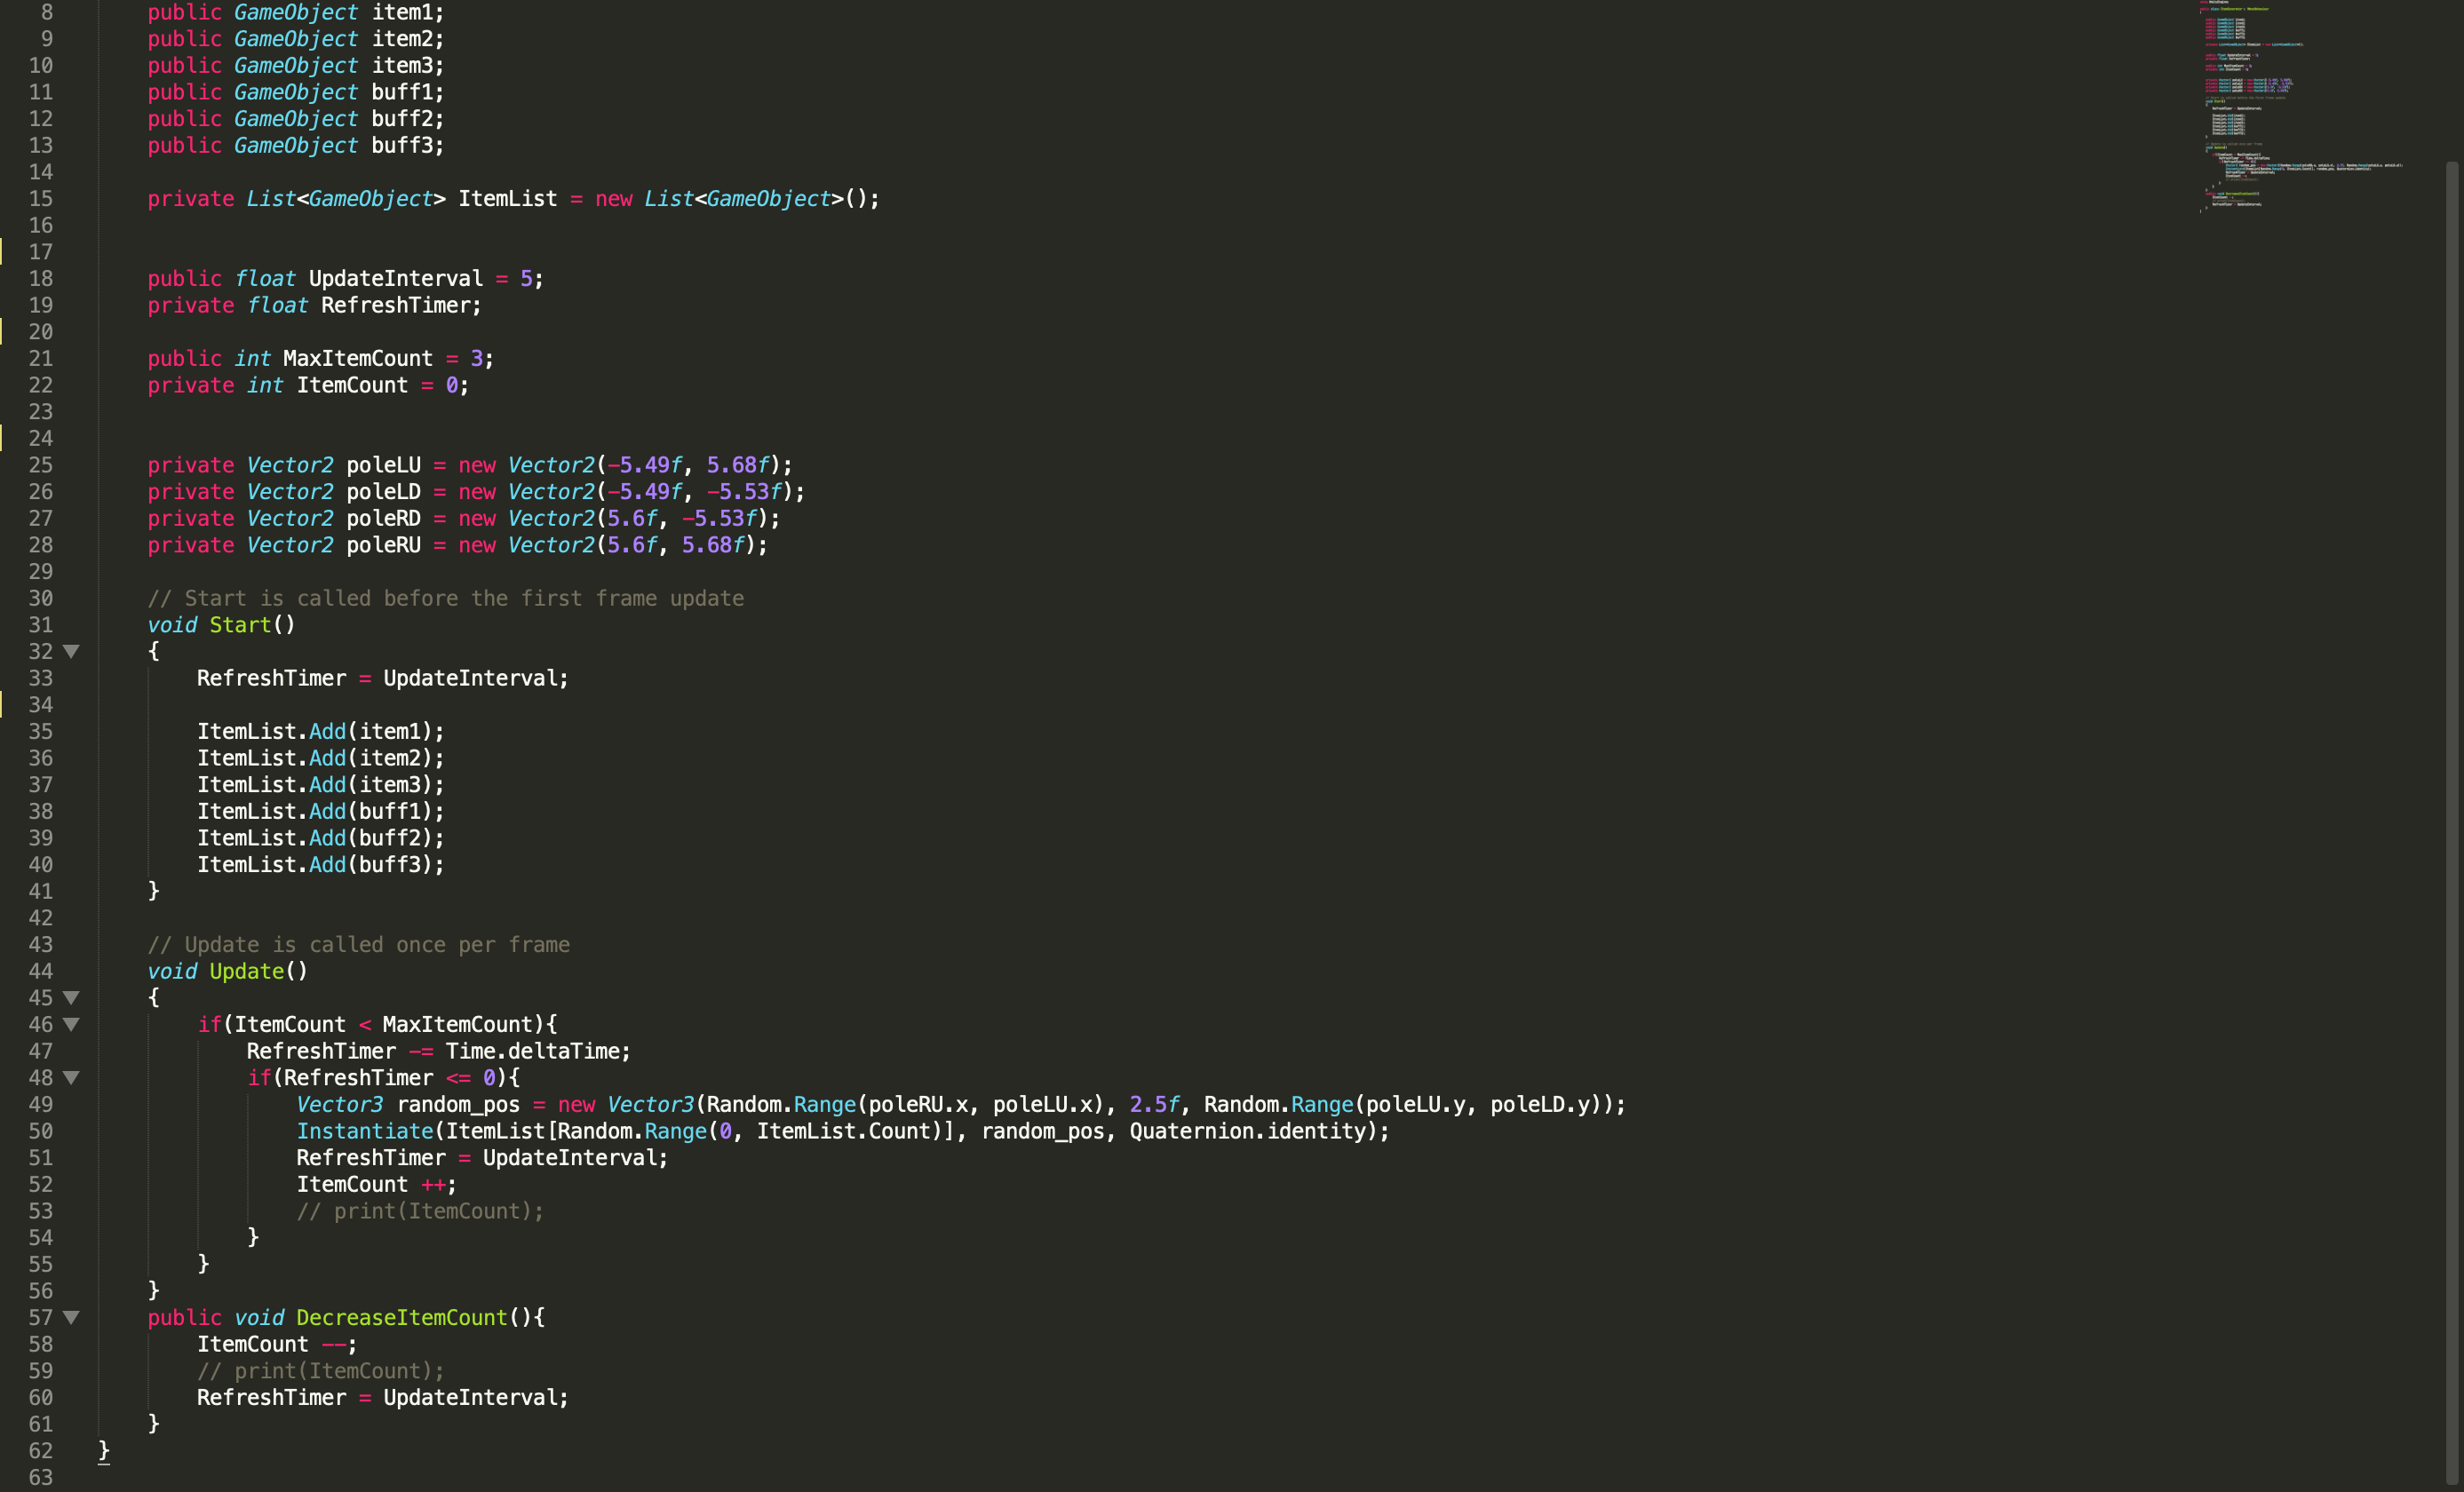 8 public GameObject item1;
9 public GameObject item2;
10 public GameObject item3;
11 public GameObject buff1;
12 public GameObject buff2;
13 public GameObject buff3;
14
15 private List<GameObject> ItemList = new List<GameObject>();
16
17
18 public float UpdateInterval = 5;
19 private float RefreshTimer;
20
21 public int MaxItemCount = 3;
22 private int ItemCount = 0;
23
24
25 private Vector2 poleLU = new Vector2(-5.49f, 5.68f);
26 private Vector2 poleLD = new Vector2(-5.49f, -5.53f);
27 private Vector2 poleRD = new Vector2(5.6f, -5.53f);
28 private Vector2 poleRU = new Vector2(5.6f, 5.68f);
29
30 // Start is called before the first frame update
31 void Start()
32 {
33 RefreshTimer = UpdateInterval;
34
35 ItemList.Add(item1);
36 ItemList.Add(item2);
37 ItemList.Add(item3);
38 ItemList.Add(buff1);
39 ItemList.Add(buff2);
40 ItemList.Add(buff3);
41 }
42
43 // Update is called once per frame
44 void Update()
45 {
46 if(ItemCount < MaxItemCount){
47 RefreshTimer -= Time.deltaTime;
48 if(RefreshTimer <= 0){
49 Vector3 random_pos = new Vector3(Random.Range(poleRU.x, poleLU.x), 2.5f, Random.Range(poleLU.y, poleLD.y));
50 Instantiate(ItemList[Random.Range(0, ItemList.Count)], random_pos, Quaternion.identity);
51 RefreshTimer = UpdateInterval;
52 ItemCount ++;
53 // print(ItemCount);
54 }
55 }
56 }
57 public void DecreaseItemCount(){
58 ItemCount --;
59 // print(ItemCount);
60 RefreshTimer = UpdateInterval;
61 }
62 }
63